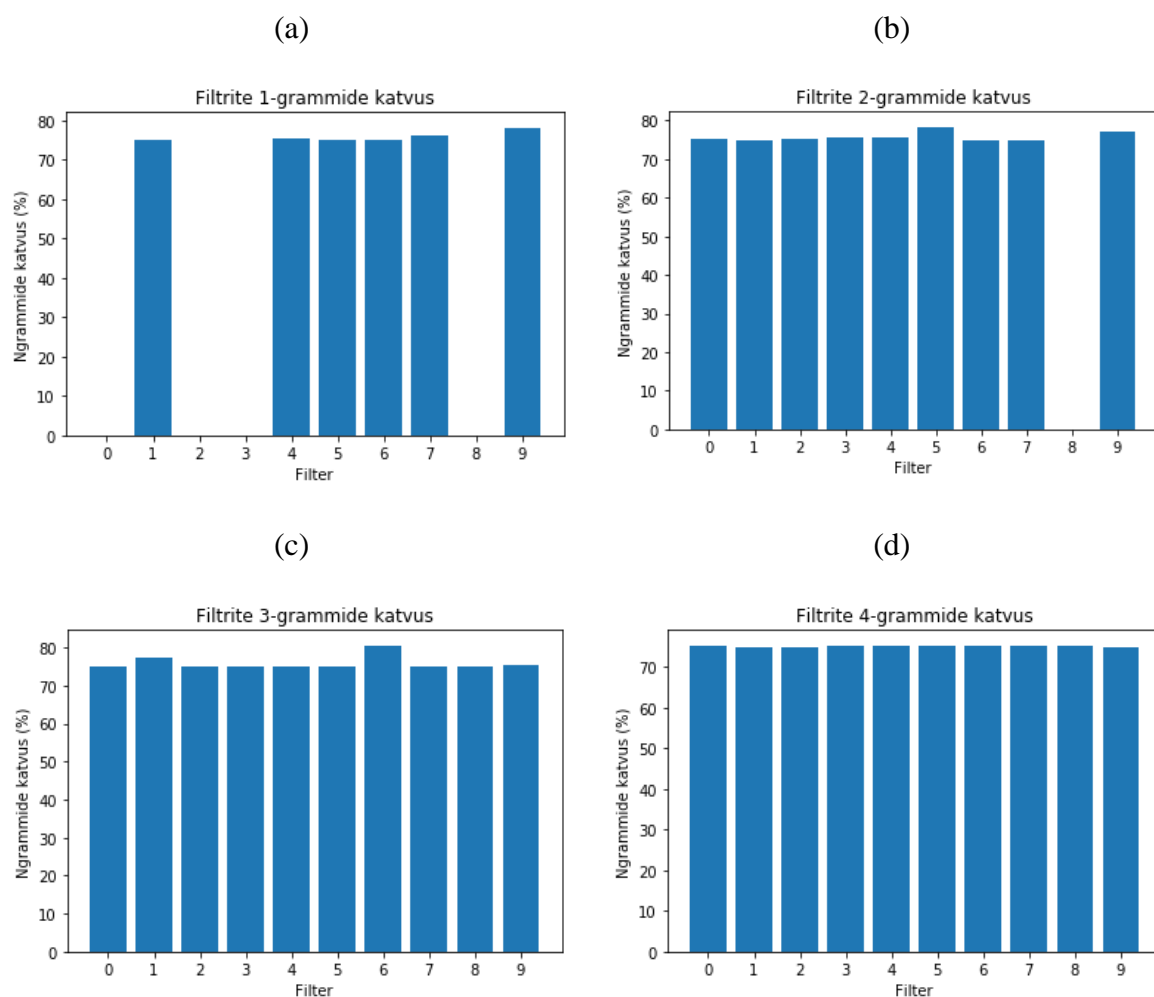 (a)
Filtrite 1-grammide katvus
Ngrammide katvus (%)
80
70
60
50
40
30
20
10
0
0 1 2 3 4 5 6 7 8 9
Filter
(b)
Filtrite 2-grammide katvus
Ngrammide katvus (%)
80
70
60
50
40
30
20
10
0
0 1 2 3 4 5 6 7 8 9
Filter
(c)
Filtrite 3-grammide katvus
Ngrammide katvus (%)
80
70
60
50
40
30
20
10
0
0 1 2 3 4 5 6 7 8 9
Filter
(d)
Filtrite 4-grammide katvus
Ngrammide katvus (%)
70
60
50
40
30
20
10
0
0 1 2 3 4 5 6 7 8 9
Filter